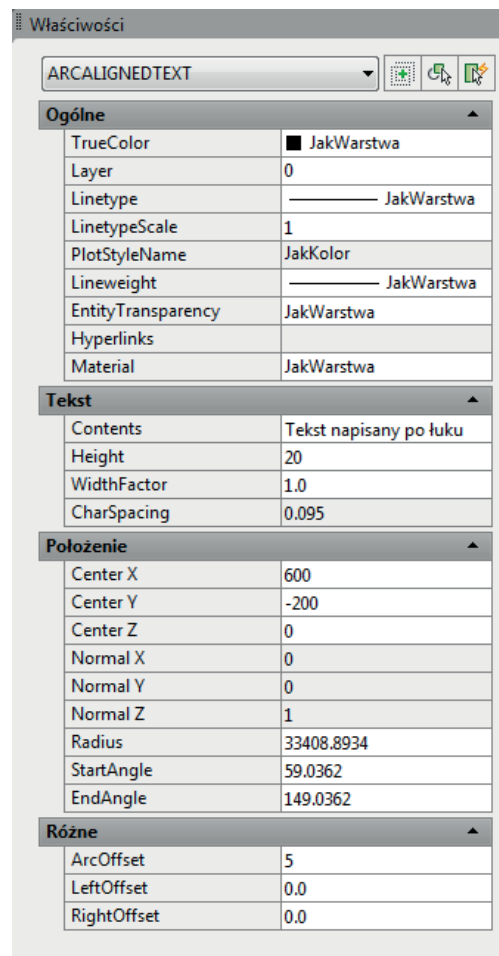 Właściwości
ARCALIGNEDTEXT
Ogólne
TrueColor JakWarstwa
Layer 0
Linetype JakWarstwa
LinetypeScale 1
PlotStyleName JakKolor
Lineweight JakWarstwa
EntityTransparency JakWarstwa
Hyperlinks
Material JakWarstwa
Tekst
Contents Tekst napisany po łuku
Height 20
WidthFactor 1.0
CharSpacing 0.095
Położenie
Center X 600
Center Y -200
Center Z 0
Normal X 0
Normal Y 0
Normal Z 1
Radius 33408.8934
StartAngle 59.0362
EndAngle 149.0362
Różne
ArcOffset 5
LeftOffset 0.0
RightOffset 0.0